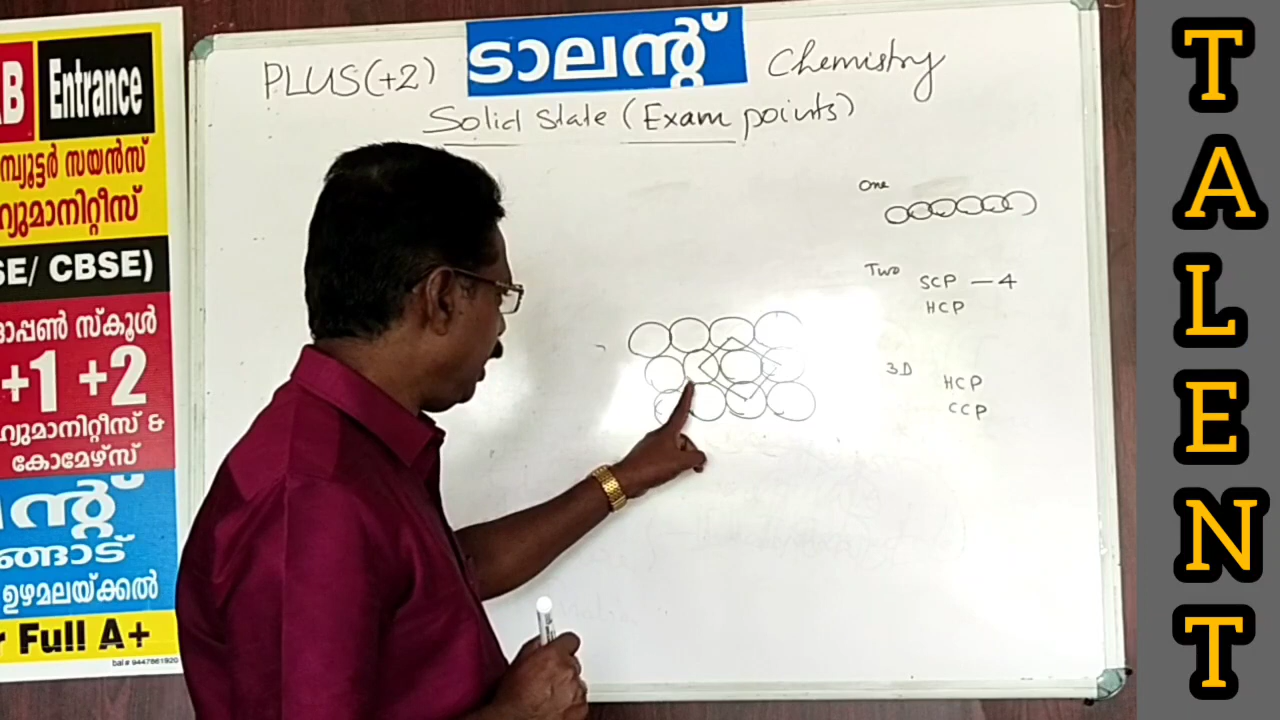 PLUS(+2) ടാലന്റ് Chemistry
Solid State (Exam points)
One
Two SCP — 4
HCP
3D HCP
CCP
Entrance
കമ്പ്യൂട്ടർ സയൻസ്
ഹ്യുമാനിറ്റീസ്
SE/ CBSE)
ഓപ്പൺ സ്കൂൾ
+1 +2
ഹ്യുമാനിറ്റീസ് &
കോമേഴ്സ്
ഉഴമലയ്ക്കൽ
Full A+
TALENT